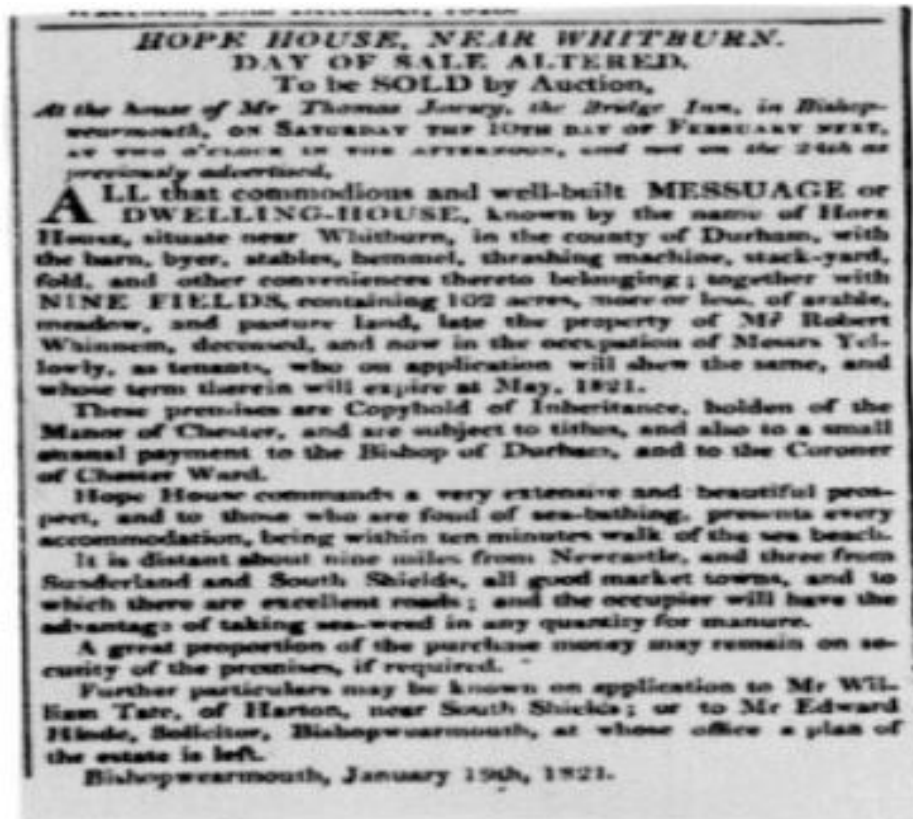 HOPE HOUSE, NEAR WHITBURN.
DAY OF SALE ALTERED.
To be SOLD by Auction,
At the house of Mr Thomas the Bridge Inn, in Bishop-
wearmouth, ON SATURDAY THE 10TH DAY OF FEBRUARY NEXT,
AT TWO O'CLOCK IN THE AFTERNOON, and not on the 24th as
previously advertised,
ALL that commodious and well-built MESSUAGE or
DWELLING-HOUSE, known by the name of HOPE
HOUSE, situate near Whitburn, in the county of Durham, with
the barn, byer, stables, hemmel, thrashing machine, stack-yard,
fold, and other conveniences thereto belonging; together with
NINE FIELDS, containing 102 acres, more or less, of arable,
meadow, and pasture land, late the property of Mr Robert
Whinnem, deceased, and now in the occupation of Messrs Yel-
lowly, as tenants, who on application will shew the same, and
whose term therein will expire at May, 1821.
These premises are Copyhold of Inheritance, holden of the
Manor of Chester, and are subject to tithes, and also to a small
annual payment to the Bishop of Durham, and to the Coroner
of Chester Ward.
Hope House commands a very extensive and beautiful pros-
pect, and to those who are fond of sea-bathing, presents every
accommodation, being within ten minutes walk of the sea beach.
It is distant about nine miles from Newcastle, and three from
Sunderland and South Shields, all good market towns, and to
which there are excellent roads; and the occupier will have the
advantage of taking sea-weed in any quantity for manure.
A great proportion of the purchase money may remain on se-
curity of the premises, if required.
Further particulars may be known on application to Mr Wil-
liam Tate, of Harton, near South Shields; or to Mr Edward
Hinde, Solicitor, Bishopwearmouth, at whose office a plan of
the estate is left.
Bishopwearmouth, January 19th, 1821.